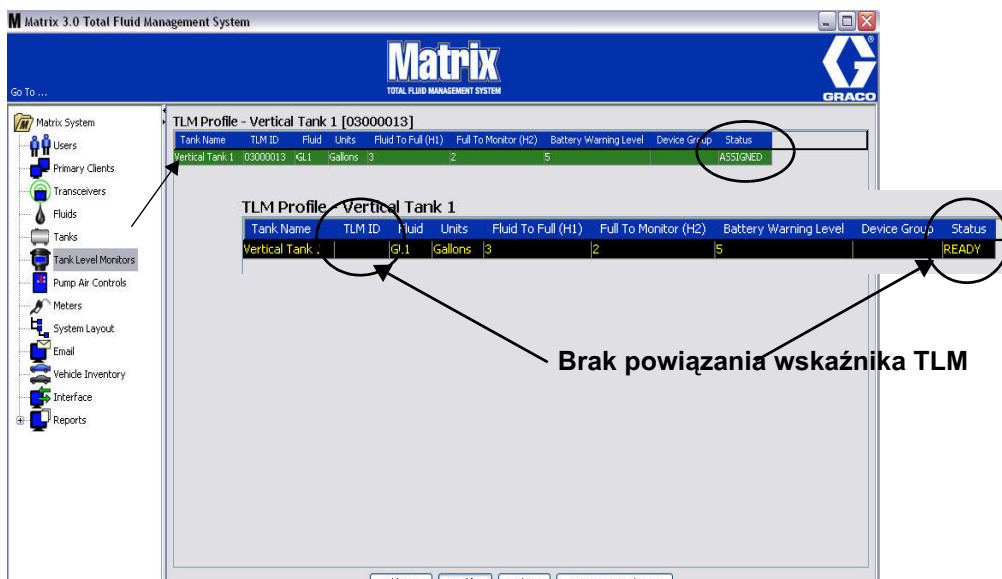 Matrix 3.0 Total Fluid Management System
Matrix
TOTAL FLUID MANAGEMENT SYSTEM
GRACO
Go To ...
Matrix System
Users
Primary Clients
Transceivers
Fluids
Tanks
Tank Level Monitors
Pump Air Controls
Meters
System Layout
Email
Vehicle Inventory
Interface
Reports
TLM Profile - Vertical Tank 1 [03000013]
Tank Name TLM ID Fluid Units Fluid To Full (H1) Full To Monitor (H2) Battery Warning Level Device Group Status
Vertical Tank 1 03000013 GL1 Gallons 3 2 5 ASSIGNED
TLM Profile - Vertical Tank 1
Tank Name TLM ID Fluid Units Fluid To Full (H1) Full To Monitor (H2) Battery Warning Level Device Group Status
Vertical Tank GL1 Gallons 3 2 5 READY
Brak powiązania wskaźnika TLM